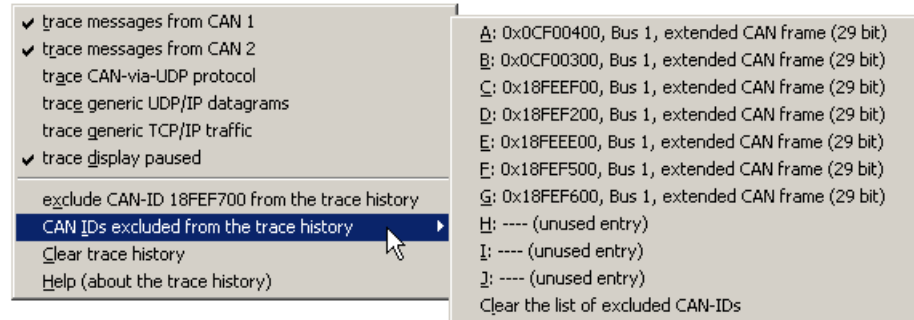 trace messages from CAN 1
trace messages from CAN 2
trace CAN-via-UDP protocol
trace generic UDP/IP datagrams
trace generic TCP/IP traffic
trace display paused
exclude CAN-ID 18FEF700 from the trace history
CAN IDs excluded from the trace history
Clear trace history
Help (about the trace history)
A: 0x0CF00400, Bus 1, extended CAN frame (29 bit)
B: 0x0CF00300, Bus 1, extended CAN frame (29 bit)
C: 0x18FEEF00, Bus 1, extended CAN frame (29 bit)
D: 0x18FEF200, Bus 1, extended CAN frame (29 bit)
E: 0x18FEEE00, Bus 1, extended CAN frame (29 bit)
F: 0x18FEF500, Bus 1, extended CAN frame (29 bit)
G: 0x18FEF600, Bus 1, extended CAN frame (29 bit)
H: ---- (unused entry)
I: ---- (unused entry)
J: ---- (unused entry)
Clear the list of excluded CAN-IDs